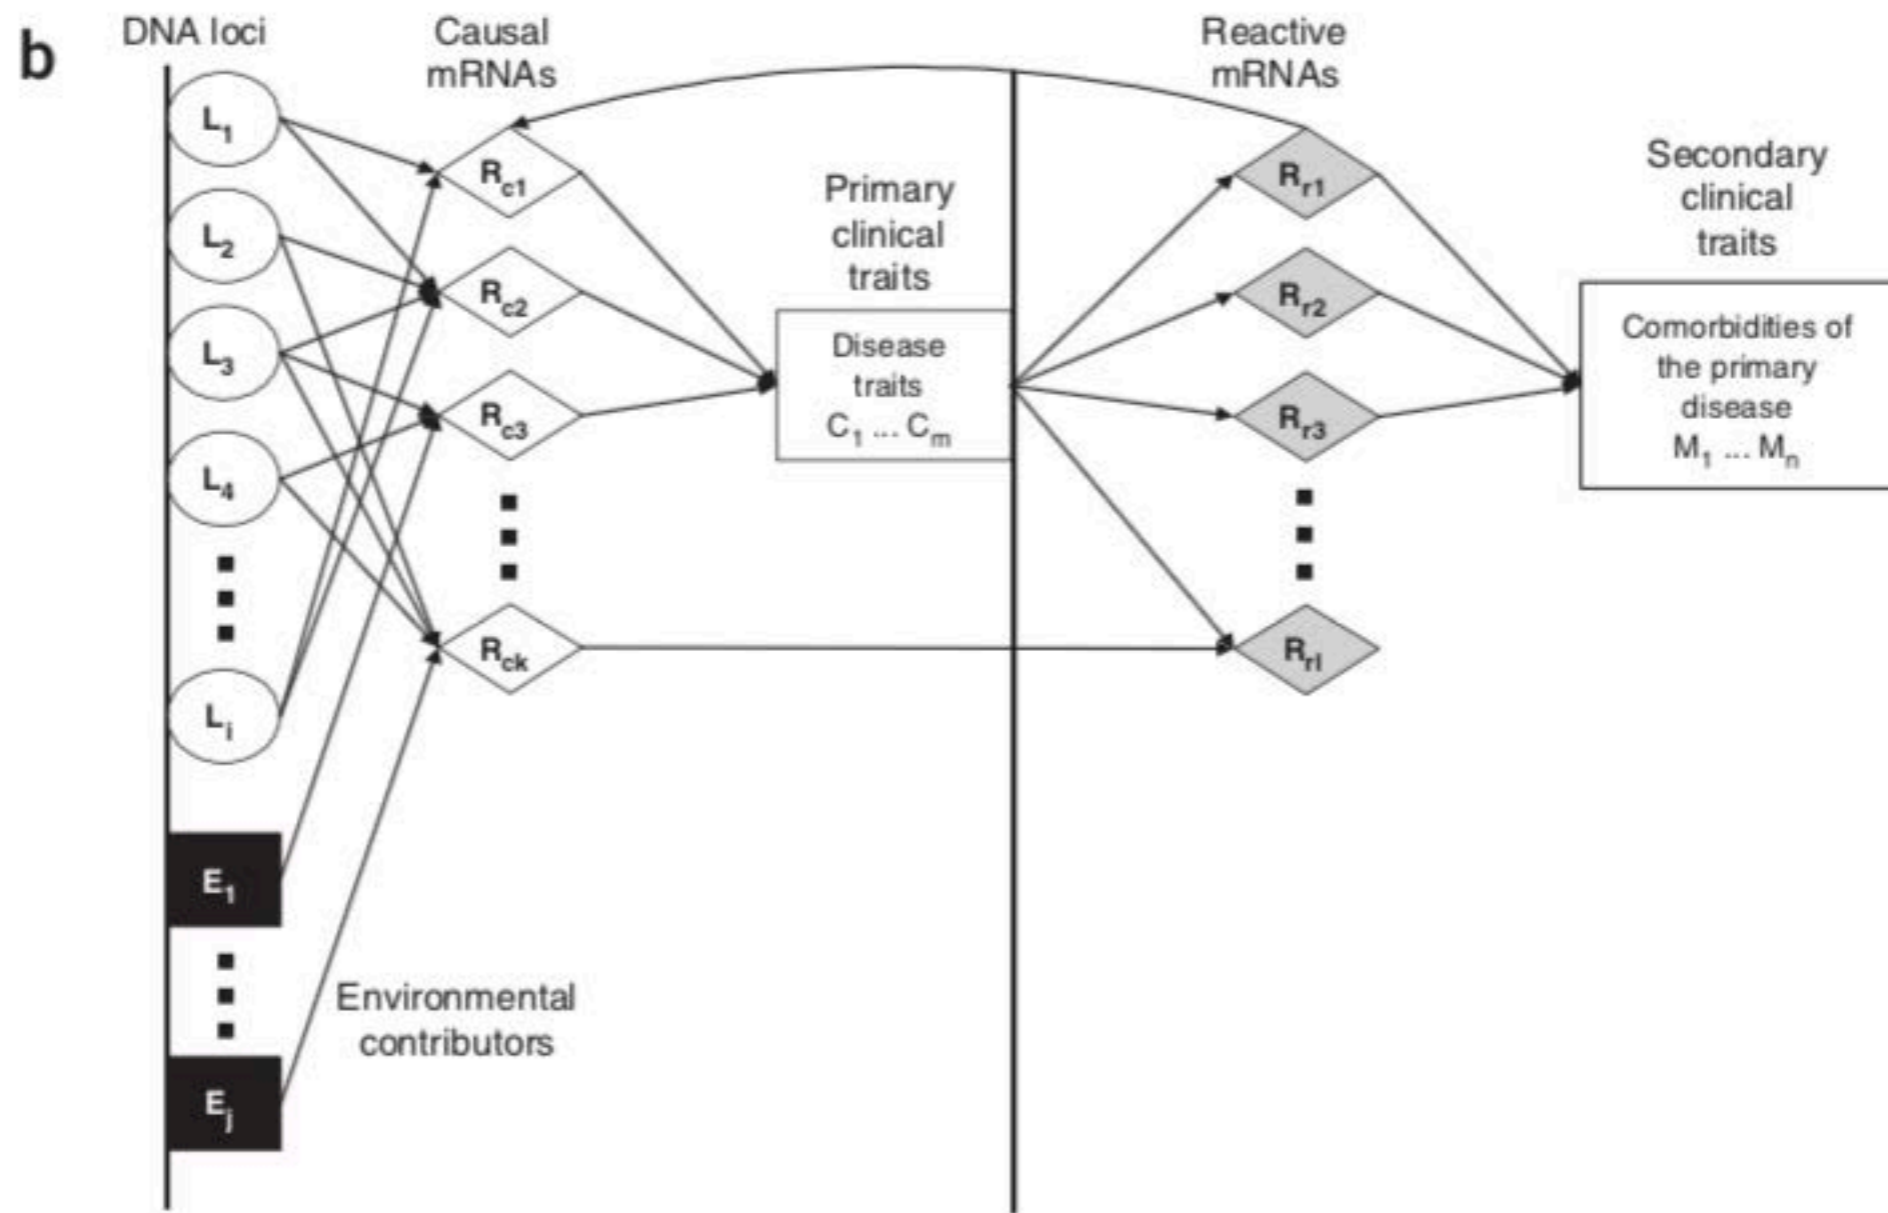 b
DNA loci
Causal
mRNAs
Reactive
mRNAs
Primary
clinical
traits
Secondary
clinical
traits
L1
L2
L3
L4
Li
E1
Ej
Environmental
contributors
Rc1
Rc2
Rc3
Rck
Disease
traits
C1 ... Cm
Rr1
Rr2
Rr3
Rrl
Comorbidities of
the primary
disease
M1 ... Mn